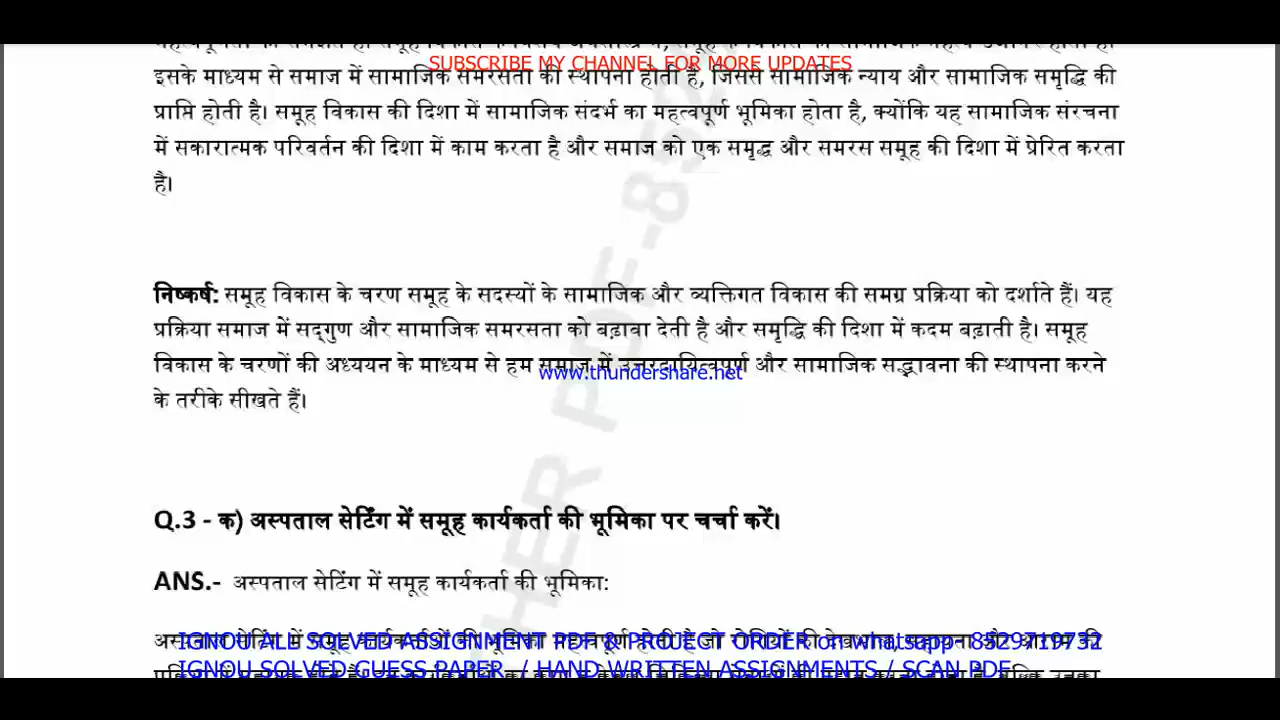 SUBSCRIBE MY CHANNEL FOR MORE UPDATES
इसके माध्यम से समाज में सामाजिक समरसता की स्थापना होती है, जिससे सामाजिक न्याय और सामाजिक समृद्धि की
प्राप्ति होती है। समूह विकास की दिशा में सामाजिक संदर्भ का महत्वपूर्ण भूमिका होता है, क्योंकि यह सामाजिक संरचना
में सकारात्मक परिवर्तन की दिशा में काम करता है और समाज को एक समृद्ध और समरस समूह की दिशा में प्रेरित करता
है।
निष्कर्ष: समूह विकास के चरण समूह के सदस्यों के सामाजिक और व्यक्तिगत विकास की समग्र प्रक्रिया को दर्शाते हैं। यह
प्रक्रिया समाज में सद्गुण और सामाजिक समरसता को बढ़ावा देती है और समृद्धि की दिशा में कदम बढ़ाती है। समूह
विकास के चरणों की अध्ययन के माध्यम से हम समाज में उत्तरदायित्वपूर्ण और सामाजिक सद्भावना की स्थापना करने
www.thundershare.net
के तरीके सीखते हैं।
Q.3 - क) अस्पताल सेटिंग में समूह कार्यकर्ता की भूमिका पर चर्चा करें।
ANS.- अस्पताल सेटिंग में समूह कार्यकर्ता की भूमिका:
IGNOU ALL SOLVED ASSIGNMENT PDF & PROJECT ORDER on whatsapp - 8529719732
IGNOU SOLVED GUESS PAPER / HAND WRITTEN ASSIGNMENTS / SCAN PDF